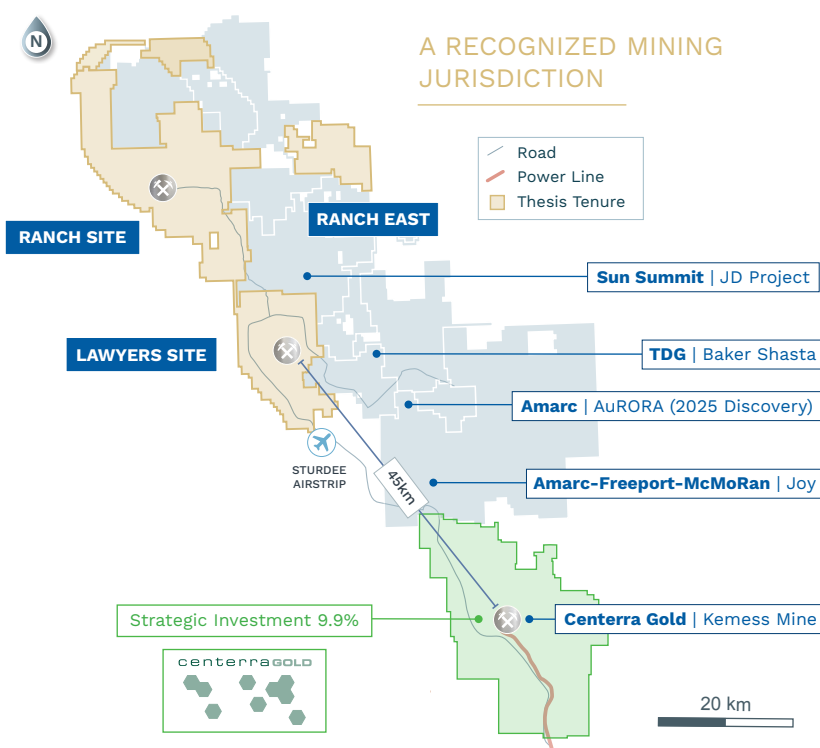 N
A RECOGNIZED MINING
JURISDICTION
Road
Power Line
Thesis Tenure
RANCH SITE
RANCH EAST
Sun Summit | JD Project
LAWYERS SITE
TDG | Baker Shasta
Amarc | AuRORA (2025 Discovery)
STURDEE
AIRSTRIP
45km
Amarc-Freeport-McMoRan | Joy
Strategic Investment 9.9%
Centerra Gold | Kemess Mine
centerraGOLD
20 km